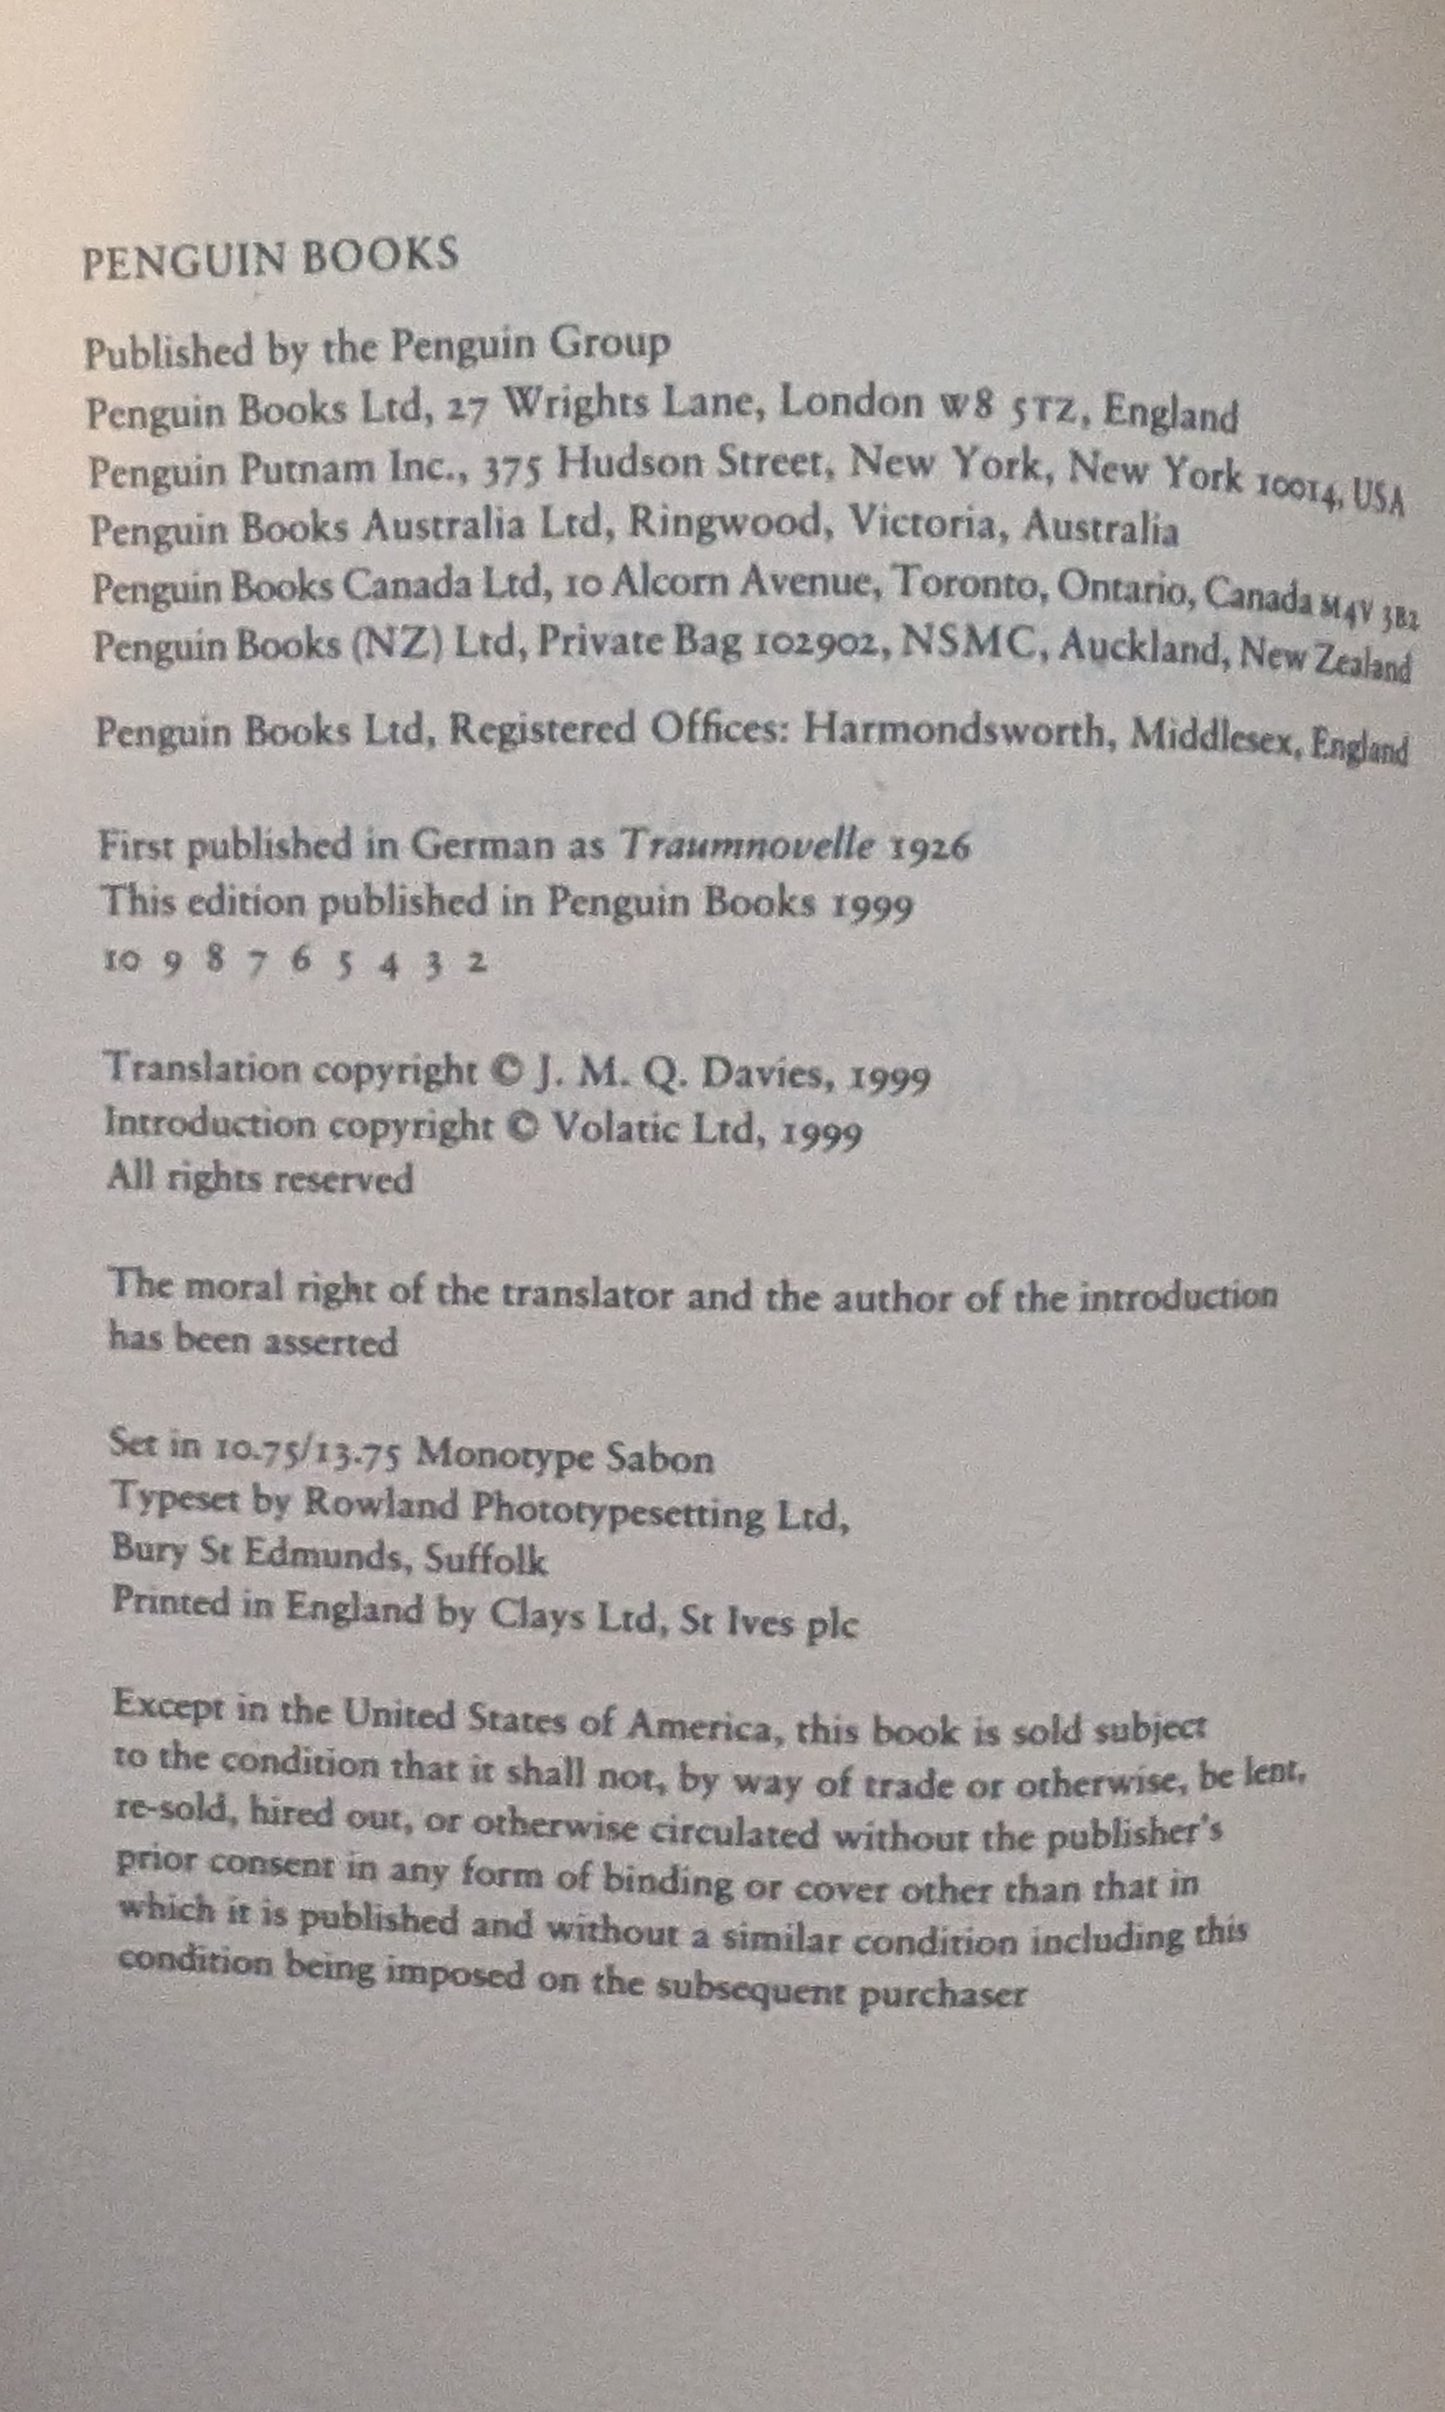 PENGUIN BOOKS
Published by the Penguin Group
Penguin Books Ltd, 27 Wrights Lane, London W8 5TZ, England
Penguin Putnam Inc., 375 Hudson Street, New York, New York 10014, USA
Penguin Books Australia Ltd, Ringwood, Victoria, Australia
Penguin Books Canada Ltd, 10 Alcorn Avenue, Toronto, Ontario, Canada M4V 3B2
Penguin Books (NZ) Ltd, Private Bag 102902, NSMC, Auckland, New Zealand
Penguin Books Ltd, Registered Offices: Harmondsworth, Middlesex, England
First published in German as Traumnovelle 1926
This edition published in Penguin Books 1999
10 9 8 7 6 5 4 3 2
Translation copyright © J. M. Q. Davies, 1999
Introduction copyright © Volatic Ltd, 1999
All rights reserved
The moral right of the translator and the author of the introduction
has been asserted
Set in 10.75/13.75 Monotype Sabon
Typeset by Rowland Phototypesetting Ltd,
Bury St Edmunds, Suffolk
Printed in England by Clays Ltd, St Ives plc
Except in the United States of America, this book is sold subject
to the condition that it shall not, by way of trade or otherwise, be lent,
re-sold, hired out, or otherwise circulated without the publisher's
prior consent in any form of binding or cover other than that in
which it is published and without a similar condition including this
condition being imposed on the subsequent purchaser